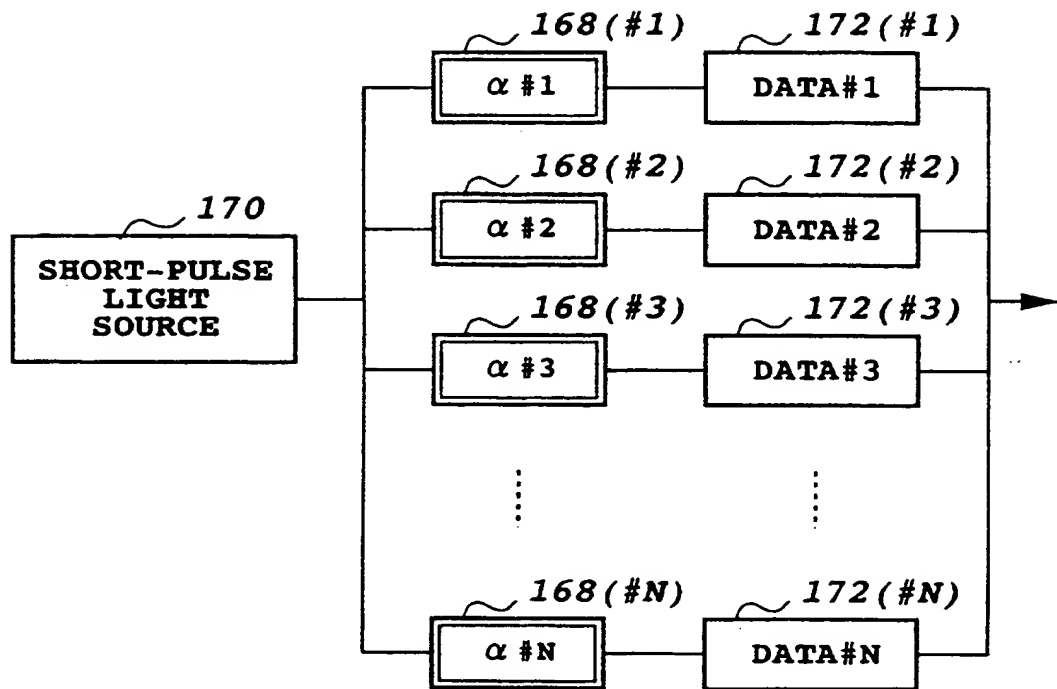 168(#1) 172(#1)
α #1 DATA#1
168(#2) 172(#2)
170
α #2 DATA#2
SHORT-PULSE
LIGHT
SOURCE
168(#3) 172(#3)
α #3 DATA#3
168(#N) 172(#N)
α #N DATA#N